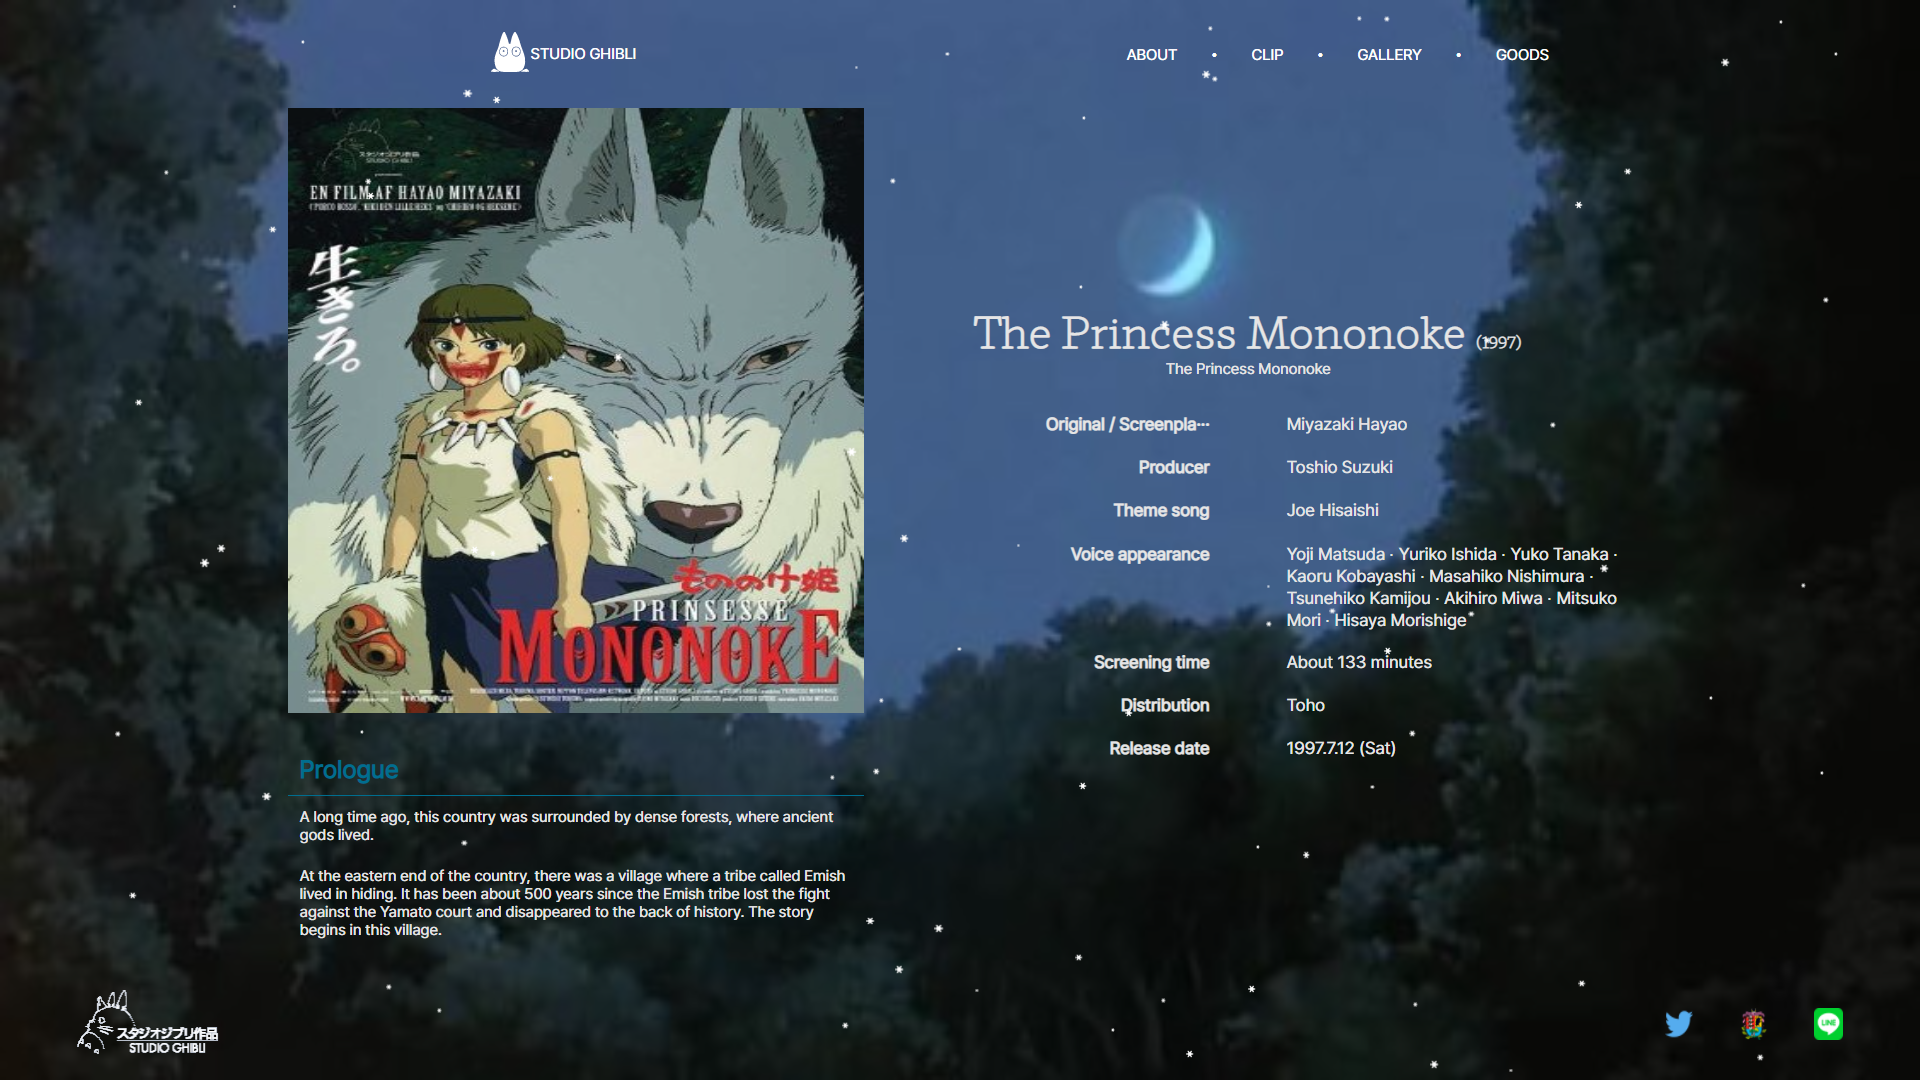 STUDIO GHIBLI
ABOUT • CLIP • GALLERY • GOODS
スタジオジブリ作品
STUDIO GHIBLI
EN FILM AF HAYAO MIYAZAKI
生きろ。
もののけ姫
PRINSESSE
MONONOKE
The Princess Mononoke (1997)
The Princess Mononoke
Original / Screenpla···
Miyazaki Hayao
Producer
Toshio Suzuki
Theme song
Joe Hisaishi
Voice appearance
Yoji Matsuda · Yuriko Ishida · Yuko Tanaka ·
Kaoru Kobayashi · Masahiko Nishimura ·
Tsunehiko Kamijou · Akihiro Miwa · Mitsuko
Mori · Hisaya Morishige
Screening time
About 133 minutes
Distribution
Toho
Release date
1997.7.12 (Sat)
Prologue
A long time ago, this country was surrounded by dense forests, where ancient
gods lived.
At the eastern end of the country, there was a village where a tribe called Emish
lived in hiding. It has been about 500 years since the Emish tribe lost the fight
against the Yamato court and disappeared to the back of history. The story
begins in this village.
スタジオジブリ作品
STUDIO GHIBLI
LINE